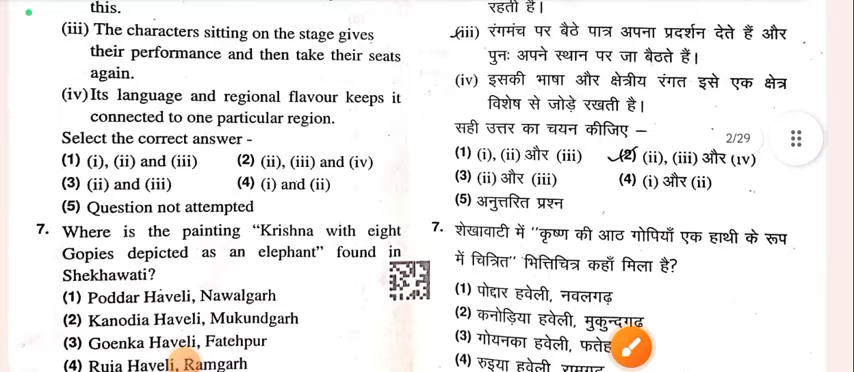 this.
(iii) The characters sitting on the stage gives
their performance and then take their seats
again.
(iv) Its language and regional flavour keeps it
connected to one particular region.
Select the correct answer -
(1) (i), (ii) and (iii) (2) (ii), (iii) and (iv)
(3) (ii) and (iii) (4) (i) and (ii)
(5) Question not attempted
7. Where is the painting “Krishna with eight
Gopies depicted as an elephant” found in
Shekhawati?
(1) Poddar Haveli, Nawalgarh
(2) Kanodia Haveli, Mukundgarh
(3) Goenka Haveli, Fatehpur
(4) Ruia Haveli, Ramgarh
रहती है।
(iii) रंगमंच पर बैठे पात्र अपना प्रदर्शन देते हैं और
पुनः अपने स्थान पर जा बैठते हैं।
(iv) इसकी भाषा और क्षेत्रीय रंगत इसे एक क्षेत्र
विशेष से जोड़े रखती है।
सही उत्तर का चयन कीजिए –
2/29
(1) (i), (ii) और (iii) (2) (ii), (iii) और (iv)
(3) (ii) और (iii) (4) (i) और (ii)
(5) अनुत्तरित प्रश्न
7. शेखावाटी में "कृष्ण की आठ गोपियाँ एक हाथी के रूप
में चित्रित" भित्तिचित्र कहाँ मिला है?
(1) पोद्दार हवेली, नवलगढ़
(2) कनोड़िया हवेली, मुकुन्दगढ़
(3) गोयनका हवेली, फतेह
(4) रुइया हवेली, रामगढ़